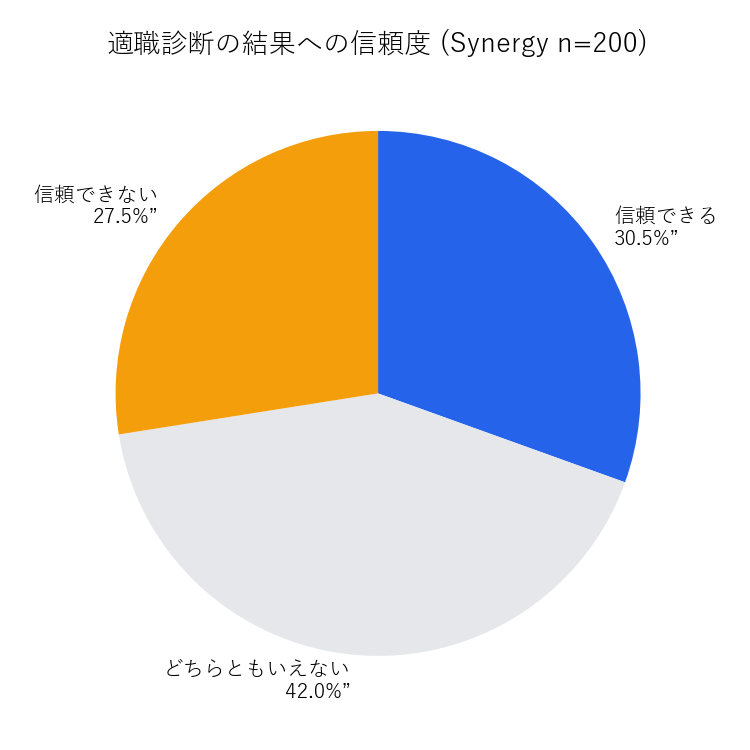 適職診断の結果への信頼度 (Synergy n=200)
信頼できない
27.5%”
信頼できる
30.5%”
どちらともいえない
42.0%”